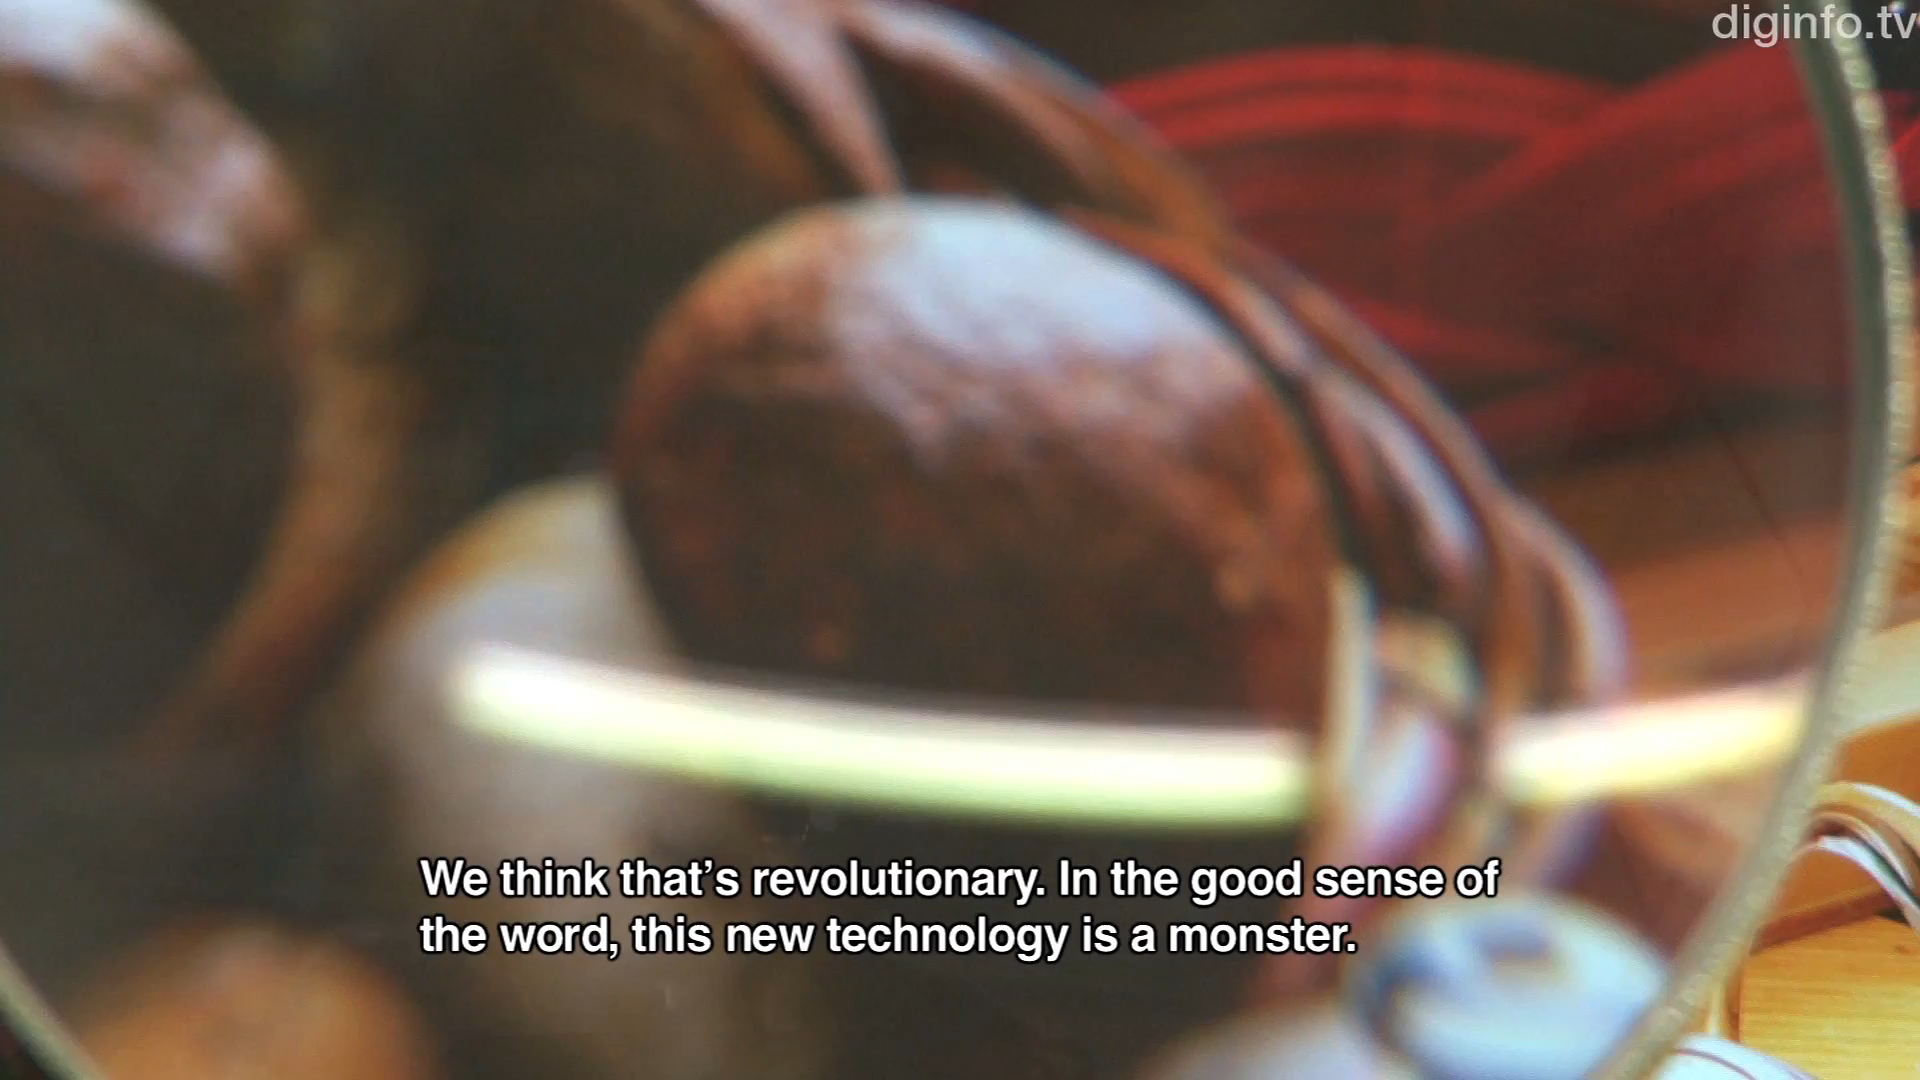 diginfo.tv
We think that’s revolutionary. In the good sense of
the word, this new technology is a monster.